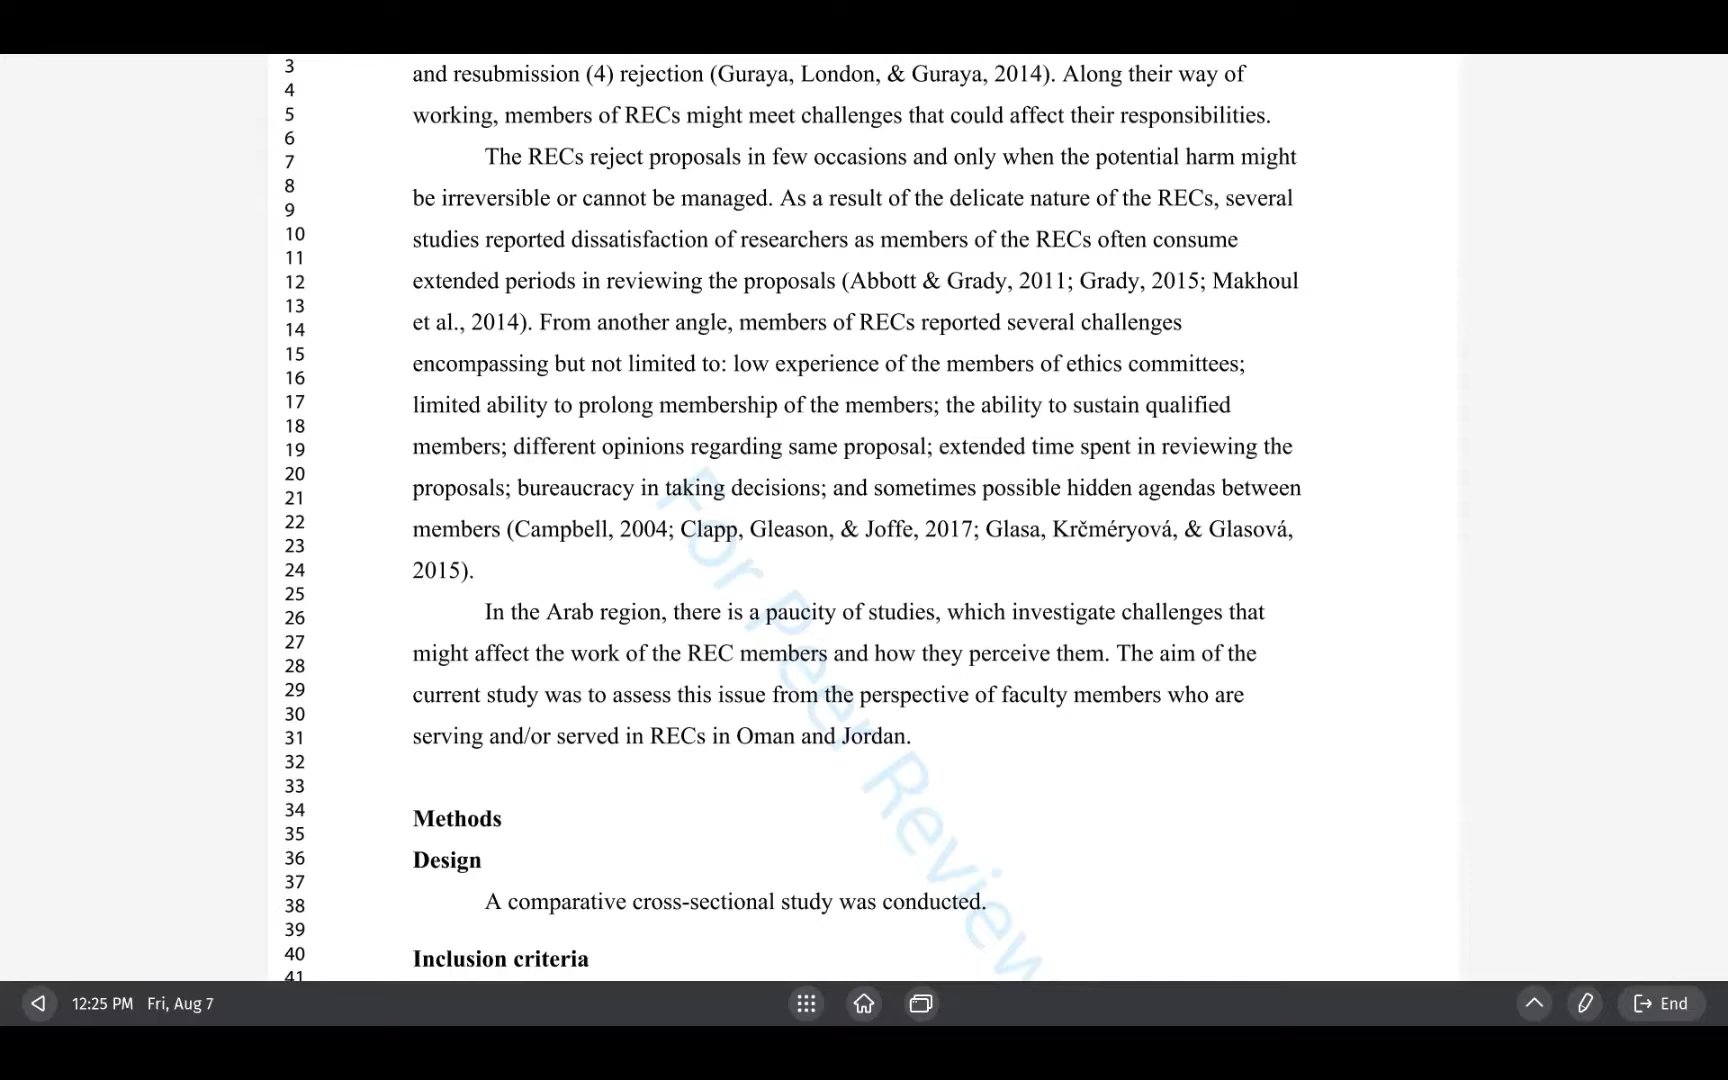 3
4
5
6
7
8
9
10
11
12
13
14
15
16
17
18
19
20
21
22
23
24
25
26
27
28
29
30
31
32
33
34
35
36
37
38
39
40
41
and resubmission (4) rejection (Guraya, London, & Guraya, 2014). Along their way of
working, members of RECs might meet challenges that could affect their responsibilities.
The RECs reject proposals in few occasions and only when the potential harm might
be irreversible or cannot be managed. As a result of the delicate nature of the RECs, several
studies reported dissatisfaction of researchers as members of the RECs often consume
extended periods in reviewing the proposals (Abbott & Grady, 2011; Grady, 2015; Makhoul
et al., 2014). From another angle, members of RECs reported several challenges
encompassing but not limited to: low experience of the members of ethics committees;
limited ability to prolong membership of the members; the ability to sustain qualified
members; different opinions regarding same proposal; extended time spent in reviewing the
proposals; bureaucracy in taking decisions; and sometimes possible hidden agendas between
members (Campbell, 2004; Clapp, Gleason, & Joffe, 2017; Glasa, Krčméryová, & Glasová,
2015).
In the Arab region, there is a paucity of studies, which investigate challenges that
might affect the work of the REC members and how they perceive them. The aim of the
current study was to assess this issue from the perspective of faculty members who are
serving and/or served in RECs in Oman and Jordan.
Methods
Design
A comparative cross-sectional study was conducted.
Inclusion criteria
For Peer Review
12:25 PM Fri, Aug 7
End